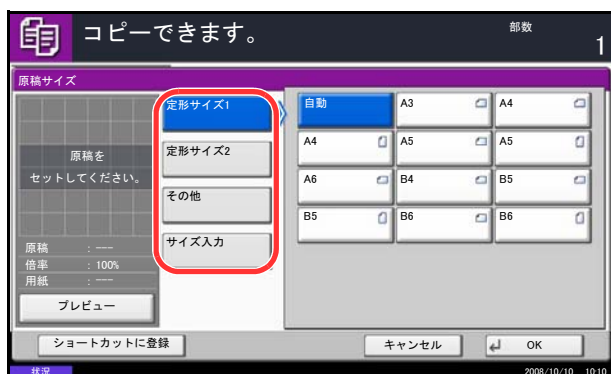 コピーできます。
部数
1
原稿サイズ
定形サイズ1
定形サイズ2
その他
サイズ入力
自動
A3
A4
A4
A5
A5
A6
B4
B5
B5
B6
B6
原稿を
セットしてください。
原稿 : ---
倍率 : 100%
用紙 : ---
プレビュー
ショートカットに登録
キャンセル
OK
状況
2008/10/10 10:10